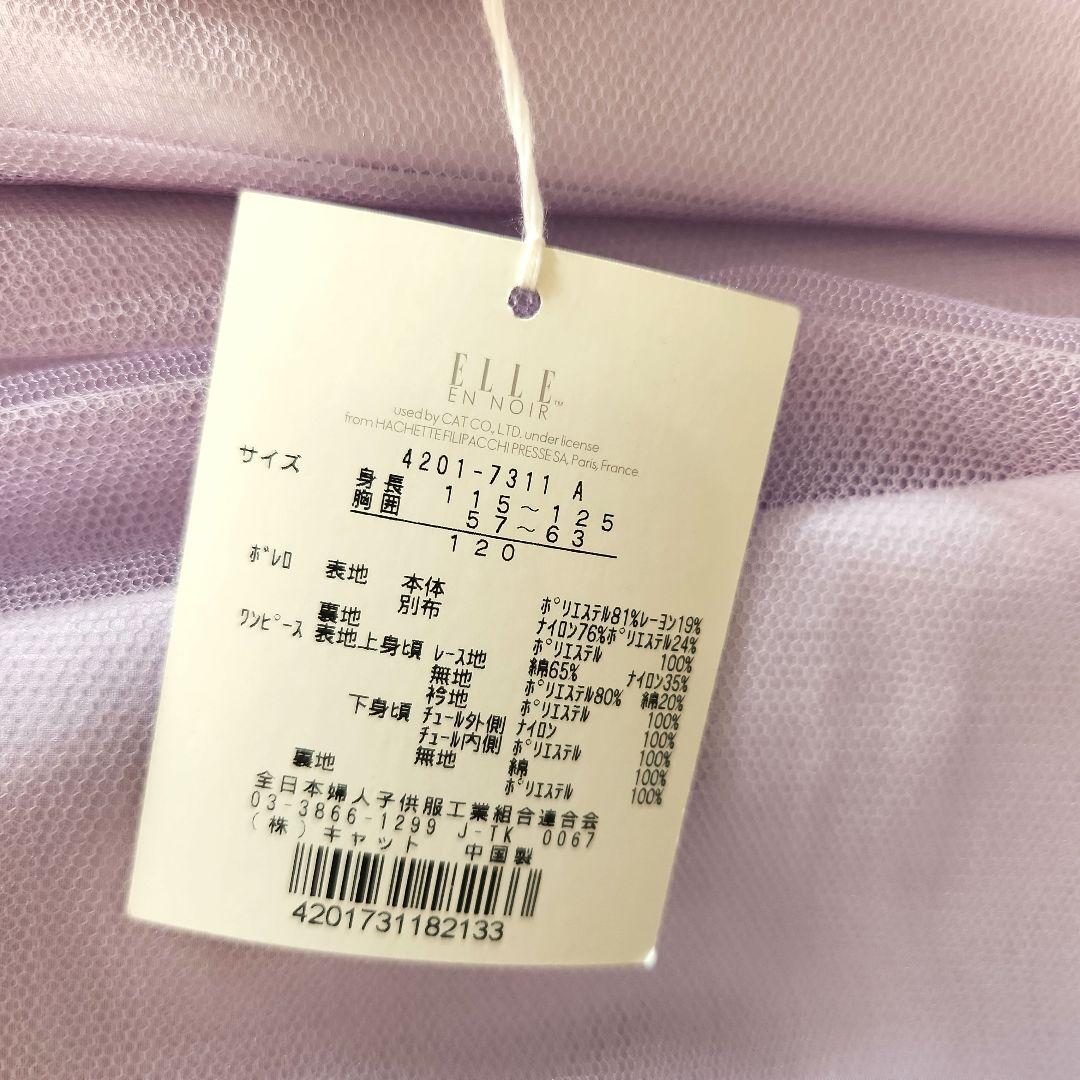 ELLE
EN NOIR™
used by CAT CO., LTD. under license
from HACHETTE FILIPACCHI PRESSE SA, Paris, France.
4201-7311 A
サイズ 身長 115～125
胸囲 57～63
120
ボレロ 表地 本体 ポリエステル81%レーヨン19%
別布 ナイロン76%ポリエステル24%
裏地 ポリエステル 100%
ワンピース 表地上身頃 レース地 綿65% ナイロン35%
無地 ポリエステル80% 綿20%
衿地 ポリエステル 100%
下身頃 チュール外側 ナイロン 100%
チュール内側 ポリエステル 100%
無地 綿 100%
裏地 ポリエステル 100%
全日本婦人子供服工業組合連合会
03-3866-1299 J-TK 0067
(株)キャット 中国製
4201731182133